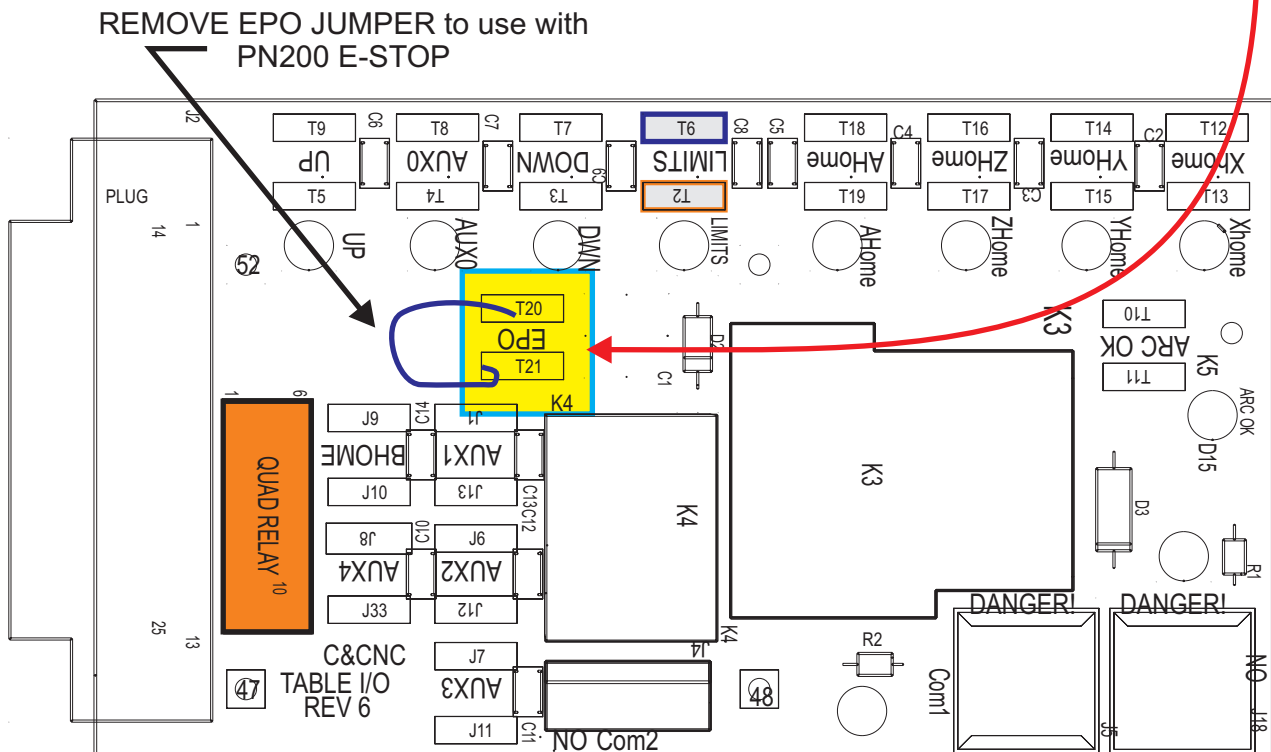 REMOVE EPO JUMPER to use with
PN200 E-STOP
J2
T9
C6
T8
C7
T7
T6
C8
C5
T18
C4
T16
T14
C2
T12
UP
AUX0
DOWN
C9
LIMITS
AHome
ZHome
C3
YHome
Xhome
PLUG
T5
T4
T3
T2
T19
T17
T15
T13
14
1
UP
AUX0
DWN
LIMITS
AHome
ZHome
YHome
Xhome
52
T20
EPO
T21
K4
D2
C1
K3
T10
ARC OK
T11
K5
ARC OK
D15
1
6
J9
C14
J1
BHOME
AUX1
J10
J13
C13
C12
QUAD RELAY
10
J8
C10
J6
AUX4
AUX2
J33
J12
K4
K3
D3
R1
25
13
C&CNC
TABLE I/O
REV 6
47
J7
AUX3
J11
C11
K4
J4
48
NO Com2
R2
DANGER!
DANGER!
Com1
J5
NO
J18